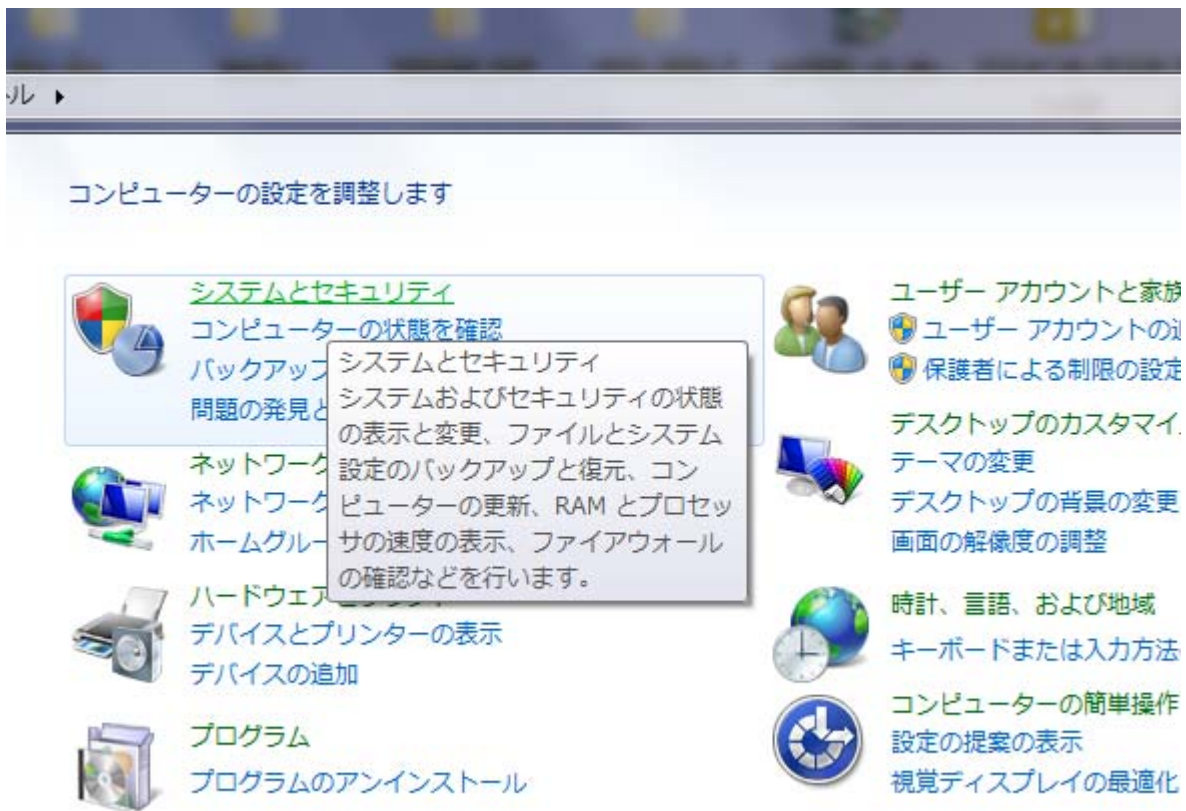 ル
コンピューターの設定を調整します
システムとセキュリティ
コンピューターの状態を確認
バックアップ
問題の発見と
システムとセキュリティ
システムおよびセキュリティの状態
の表示と変更、ファイルとシステム
設定のバックアップと復元、コン
ピューターの更新、RAM とプロセッ
サの速度の表示、ファイアウォール
の確認などを行います。
ネットワーク
ネットワーク
ホームグルー
ハードウェア
デバイスとプリンターの表示
デバイスの追加
プログラム
プログラムのアンインストール
ユーザー アカウントと家族
ユーザー アカウントの追
保護者による制限の設定
デスクトップのカスタマイ
テーマの変更
デスクトップの背景の変更
画面の解像度の調整
時計、言語、および地域
キーボードまたは入力方法
コンピューターの簡単操作
設定の提案の表示
視覚ディスプレイの最適化